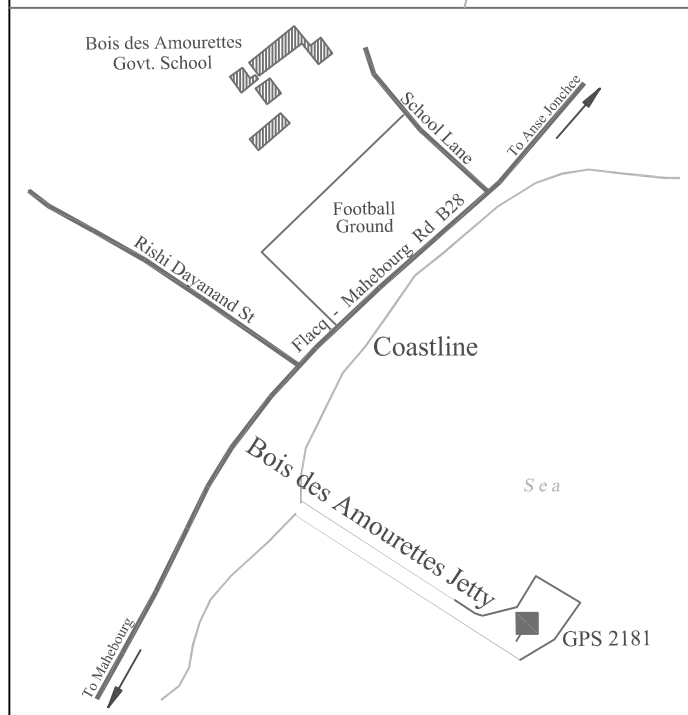 Bois des Amourettes
Govt. School
School Lane
To Anse Jonchee
Football
Ground
Rishi Dayanand St
Flacq - Mahebourg Rd B28
Coastline
Bois des Amourettes Jetty
Sea
GPS 2181
To Mahebourg